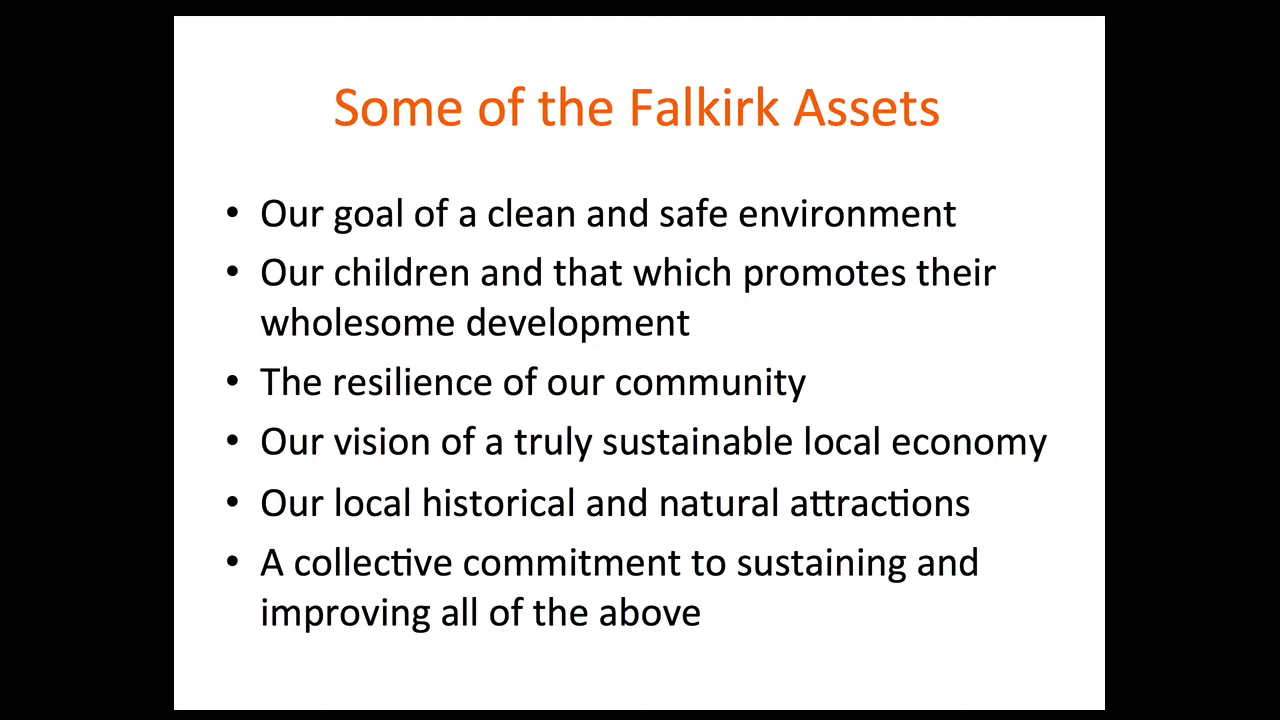 Some of the Falkirk Assets
• Our goal of a clean and safe environment
• Our children and that which promotes their
wholesome development
• The resilience of our community
• Our vision of a truly sustainable local economy
• Our local historical and natural attractions
• A collective commitment to sustaining and
improving all of the above